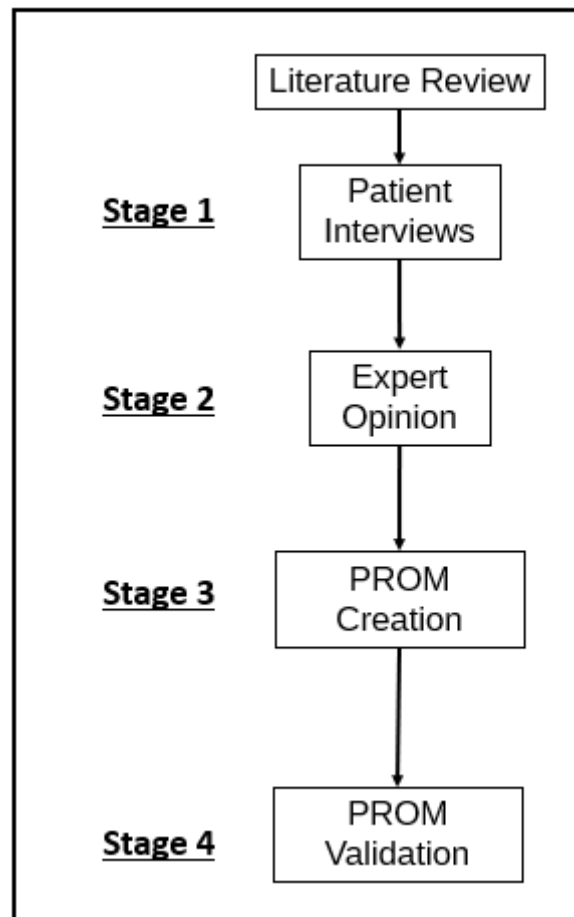 Literature Review
Stage 1
Patient
Interviews
Stage 2
Expert
Opinion
Stage 3
PROM
Creation
Stage 4
PROM
Validation